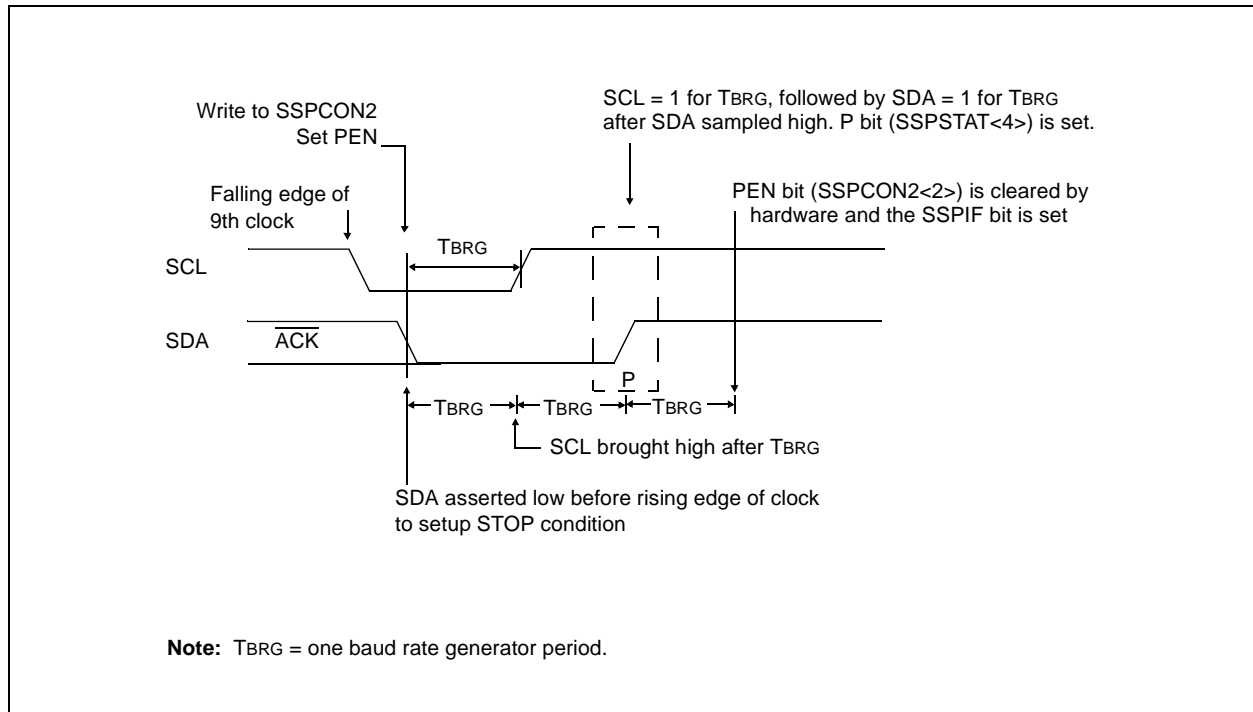 Write to SSPCON2
Set PEN
SCL = 1 for TBRG, followed by SDA = 1 for TBRG
after SDA sampled high. P bit (SSPSTAT<4>) is set.
Falling edge of
9th clock
PEN bit (SSPCON2<2>) is cleared by
hardware and the SSPIF bit is set
TBRG
SCL
SDA
ACK
P
TBRG
TBRG
TBRG
SCL brought high after TBRG
SDA asserted low before rising edge of clock
to setup STOP condition
Note: TBRG = one baud rate generator period.